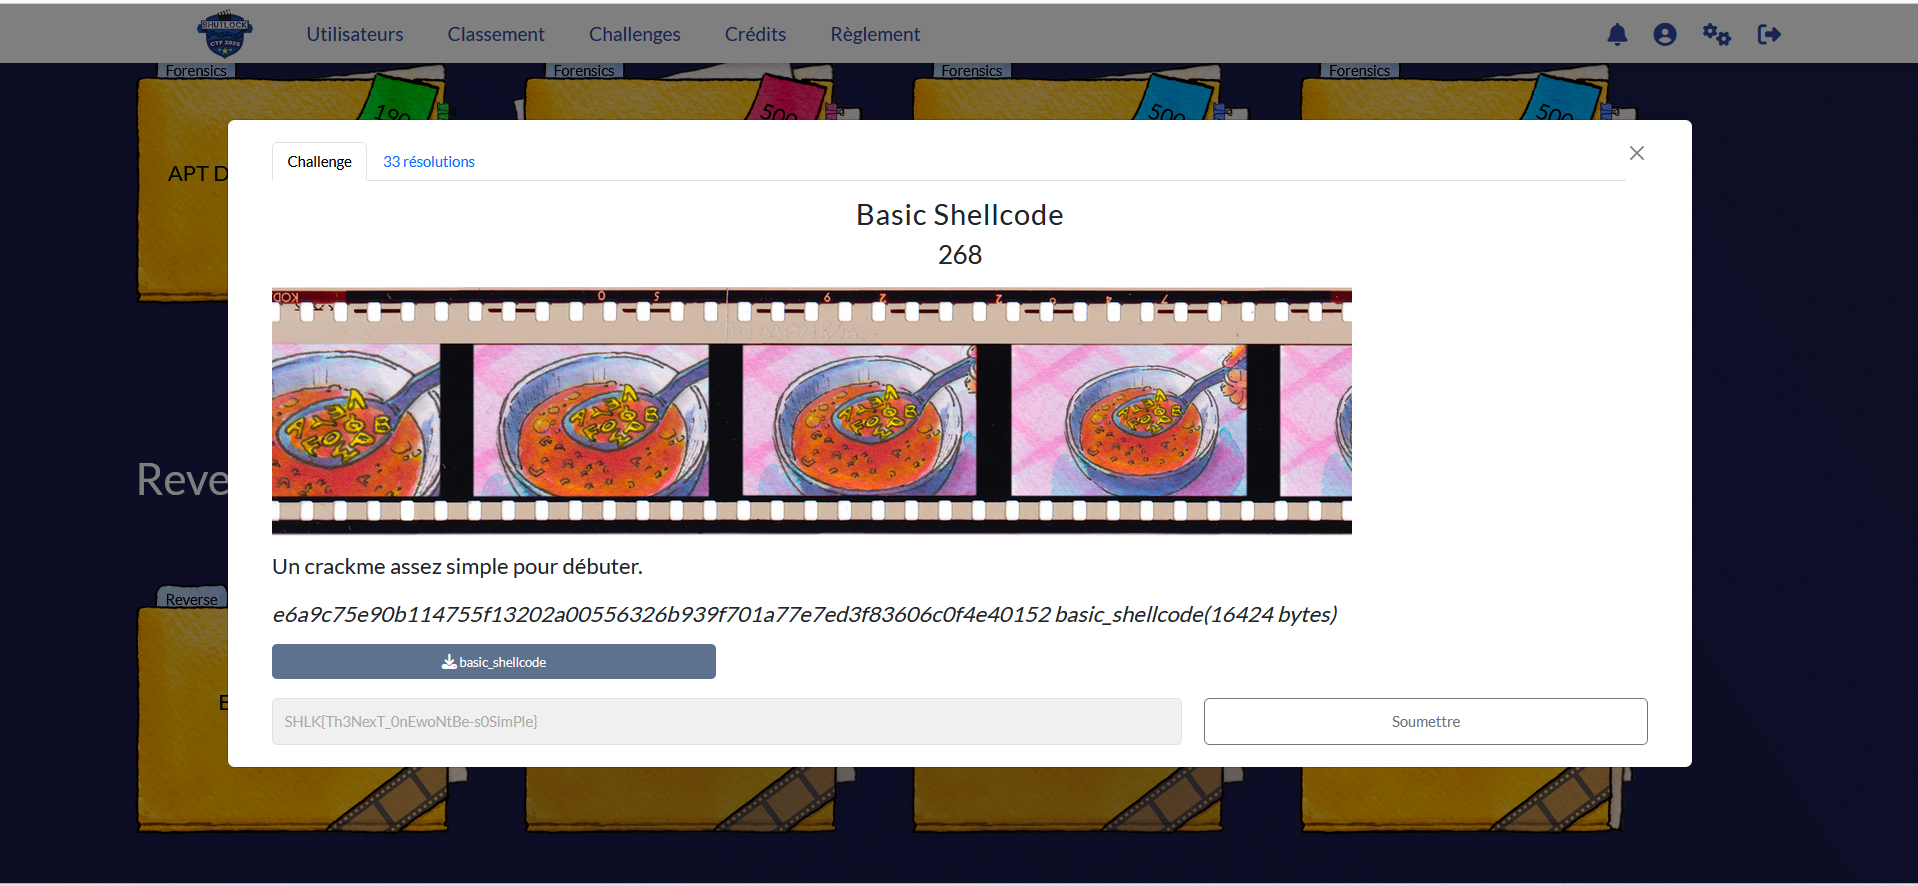 SHUTLOCK
CTF 2025
Utilisateurs
Classement
Challenges
Crédits
Règlement
Forensics
Forensics
Forensics
Forensics
190
500
500
500
APT D
Challenge
33 résolutions
Basic Shellcode
268
Reve
Un crackme assez simple pour débuter.
Reverse
e6a9c75e90b114755f13202a00556326b939f701a77e7ed3f83606c0f4e40152 basic_shellcode(16424 bytes)
basic_shellcode
SHLK{Th3NexT_0nEwoNtBe-s0SimPle}
Soumettre